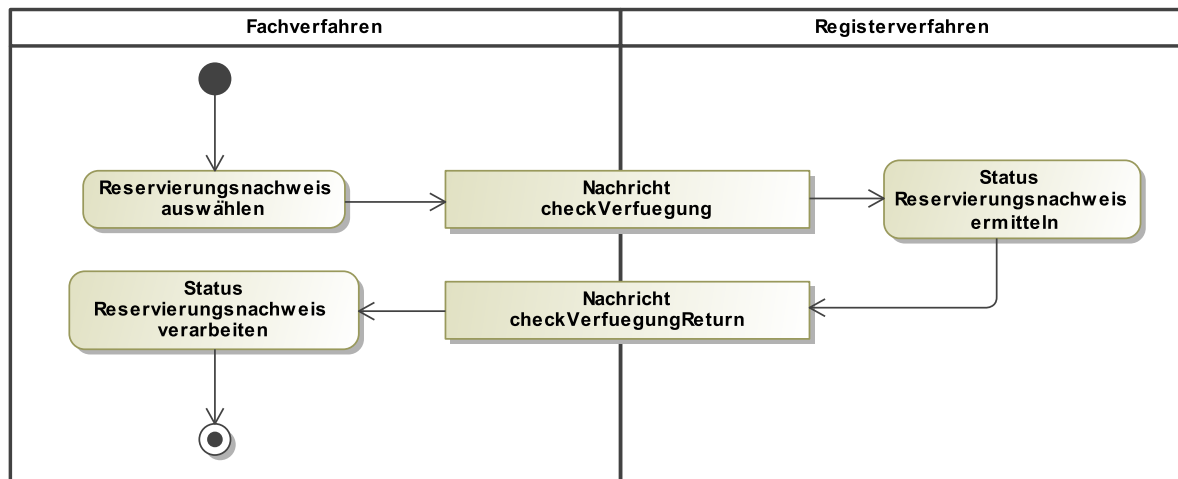 Fachverfahren
Registerverfahren
Reservierungsnachweis
auswählen
Nachricht
checkVerfuegung
Status
Reservierungsnachweis
ermitteln
Status
Reservierungsnachweis
verarbeiten
Nachricht
checkVerfuegungReturn